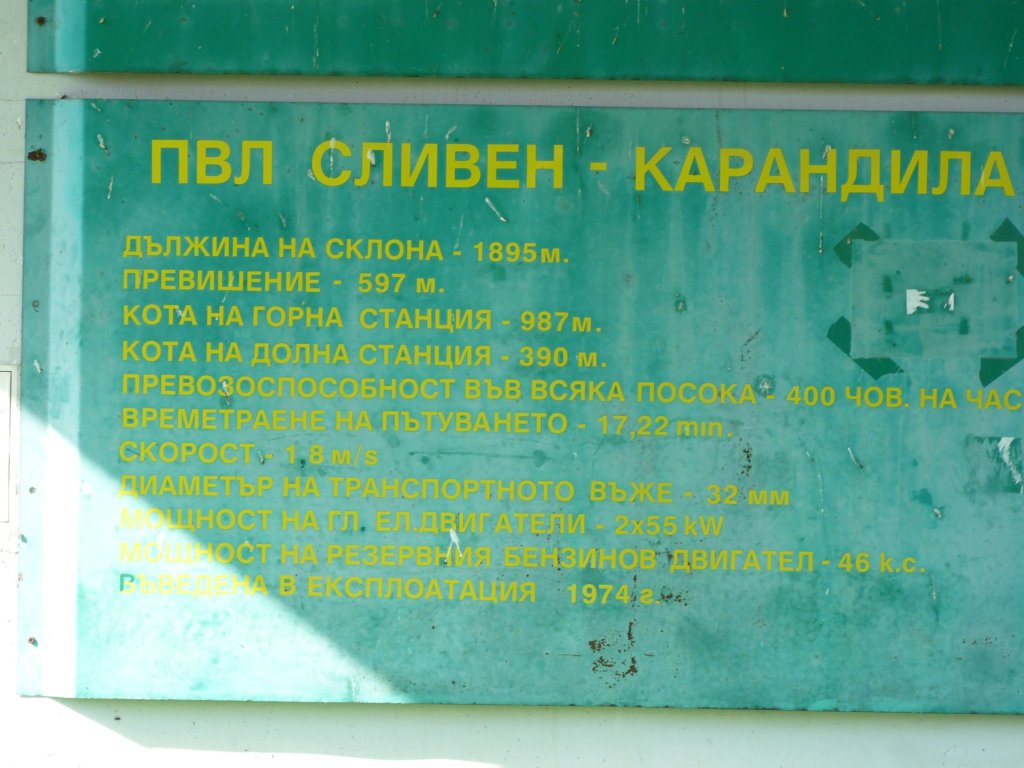 ПВЛ СЛИВЕН - КАРАНДИЛА
ДЪЛЖИНА НА СКЛОНА - 1895м.
ПРЕВИШЕНИЕ - 597 м.
КОТА НА ГОРНА СТАНЦИЯ - 987м.
КОТА НА ДОЛНА СТАНЦИЯ - 390 м.
ПРЕВОЗОСПОСОБНОСТ ВЪВ ВСЯКА ПОСОКА - 400 ЧОВ. НА ЧАС
ВРЕМЕТРАЕНЕ НА ПЪТУВАНЕТО - 17,22 min.
СКОРОСТ - 1,8 м/s
ДИАМЕТЪР НА ТРАНСПОРТНОТО ВЪЖЕ - 32 мм
МОЩНОСТ НА ГЛ. ЕЛ.ДВИГАТЕЛИ - 2x55 kW
МОЩНОСТ НА РЕЗЕРВНИЯ БЕНЗИНОВ ДВИГАТЕЛ - 46 k.c.
ВЪВЕДЕНА В ЕКСПЛОАТАЦИЯ 1974 г.